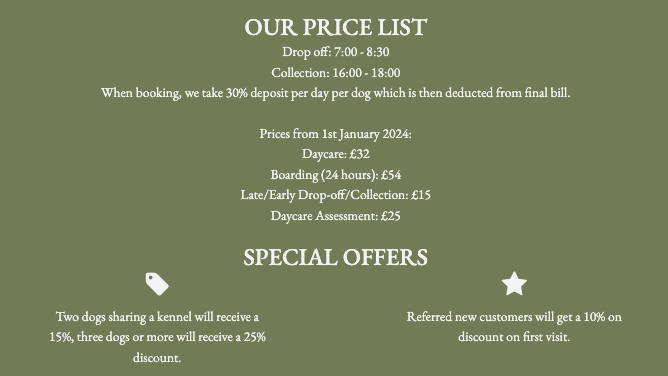 OUR PRICE LIST
Drop off: 7:00 - 8:30
Collection: 16:00 - 18:00
When booking, we take 30% deposit per day per dog which is then deducted from final bill.
Prices from 1st January 2024:
Daycare: £32
Boarding (24 hours): £54
Late/Early Drop-off/Collection: £15
Daycare Assessment: £25
SPECIAL OFFERS
Two dogs sharing a kennel will receive a
15%, three dogs or more will receive a 25%
discount.
Referred new customers will get a 10% on
discount on first visit.